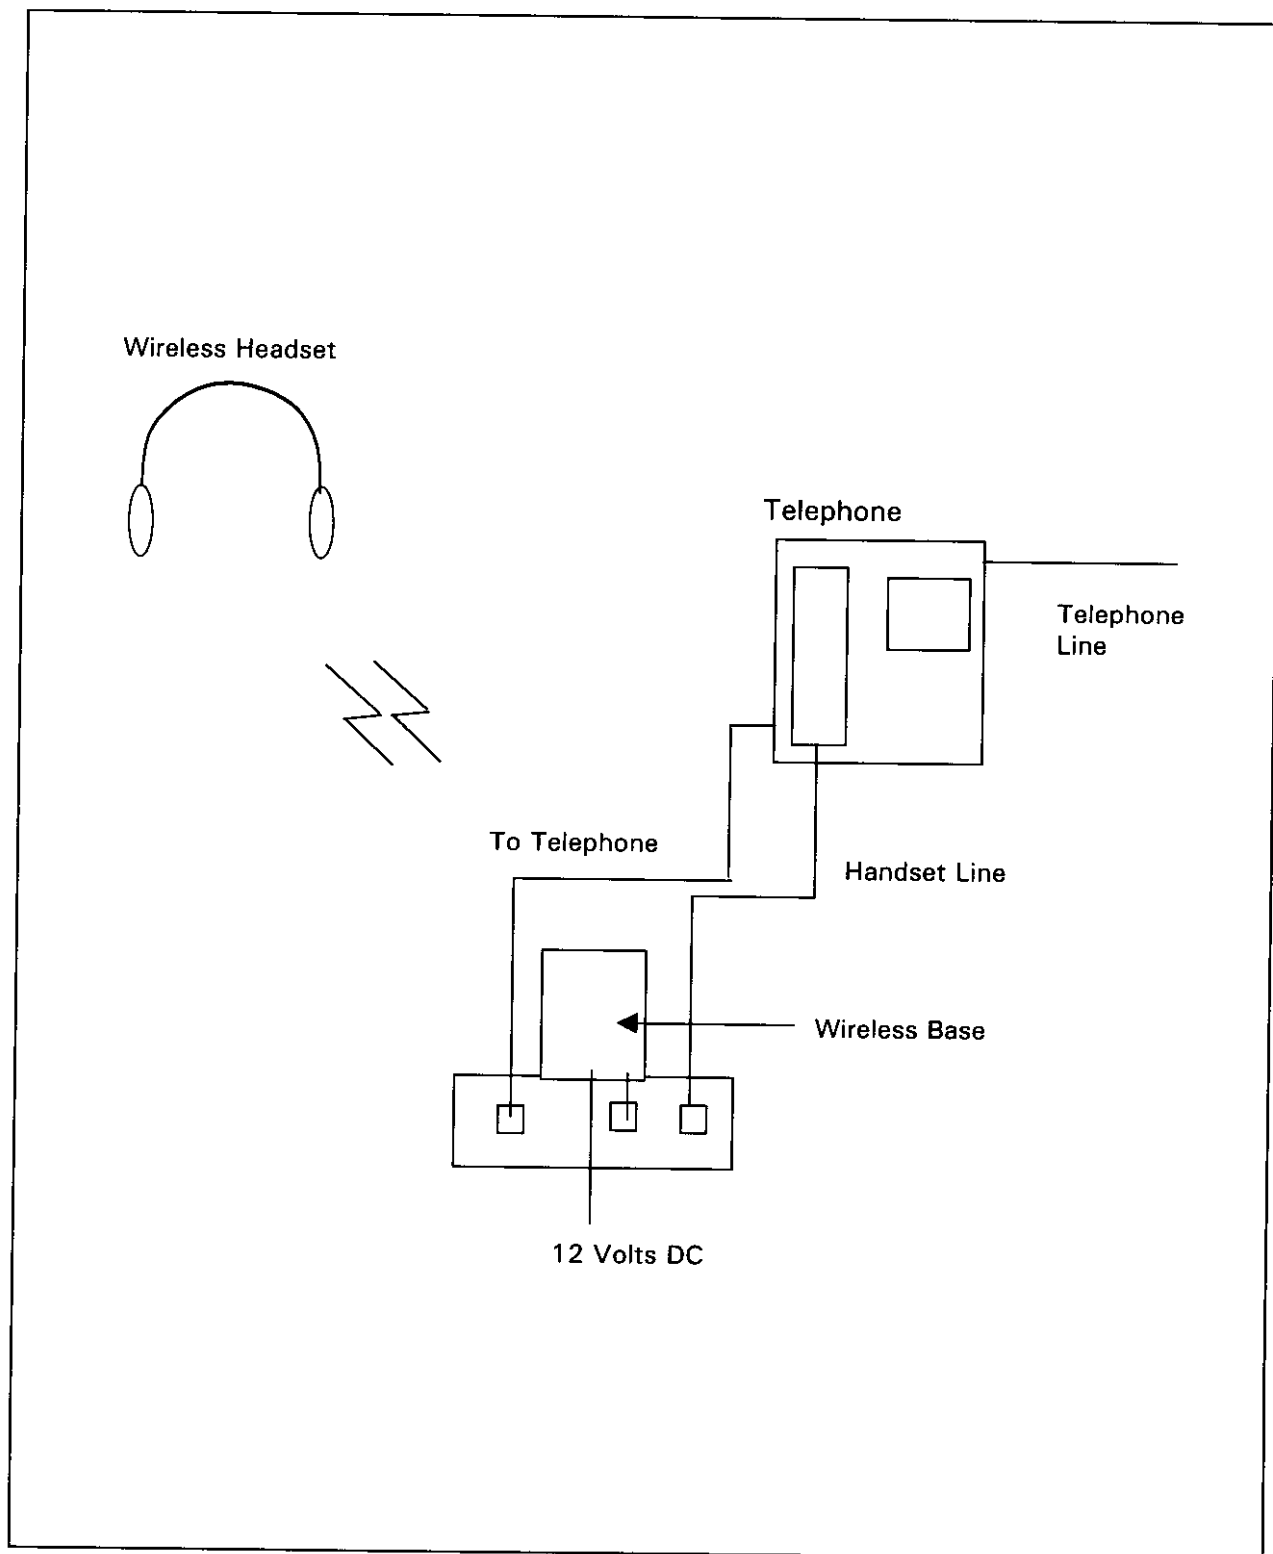 Wireless Headset
Telephone
Telephone
Line
To Telephone
Handset Line
Wireless Base
12 Volts DC